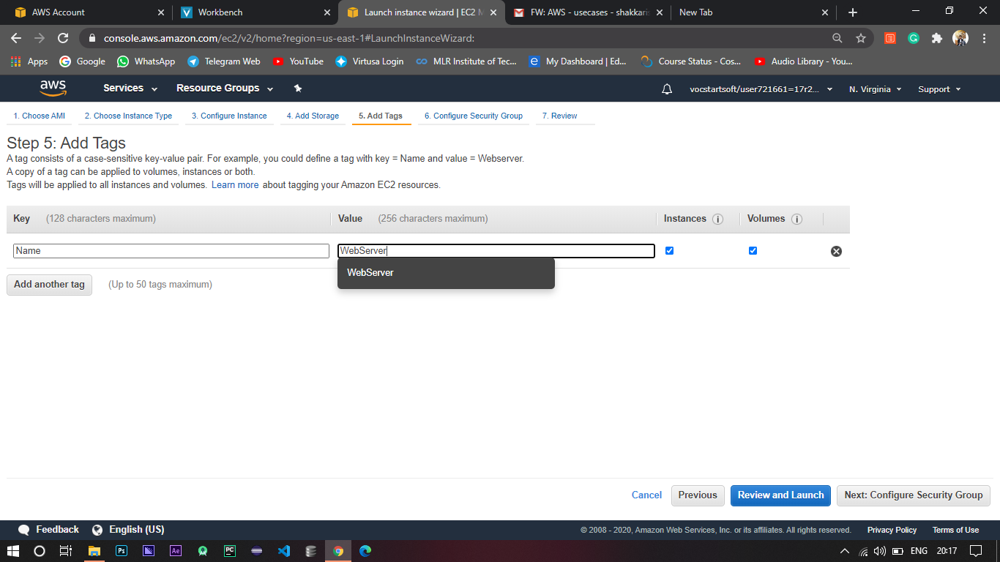 AWS Account
Workbench
Launch instance wizard | EC2 M
FW: AWS - usecases - shakkaris
New Tab
console.aws.amazon.com/ec2/v2/home?region=us-east-1#LaunchInstanceWizard:
Apps Google WhatsApp Telegram Web YouTube Virtusa Login MLR Institute of Tec... My Dashboard | Ed... Course Status - Cos... Audio Library - You...
aws Services Resource Groups vocstartsoft/user721661=17r2... N. Virginia Support
1. Choose AMI 2. Choose Instance Type 3. Configure Instance 4. Add Storage 5. Add Tags 6. Configure Security Group 7. Review
Step 5: Add Tags
A tag consists of a case-sensitive key-value pair. For example, you could define a tag with key = Name and value = Webserver.
A copy of a tag can be applied to volumes, instances or both.
Tags will be applied to all instances and volumes. Learn more about tagging your Amazon EC2 resources.
Key (128 characters maximum) Value (256 characters maximum) Instances Volumes
Name WebServer
WebServer
Add another tag (Up to 50 tags maximum)
Cancel Previous Review and Launch Next: Configure Security Group
Feedback English (US) © 2008 - 2020, Amazon Web Services, Inc. or its affiliates. All rights reserved. Privacy Policy Terms of Use
Ps Ae PC ENG 20:17